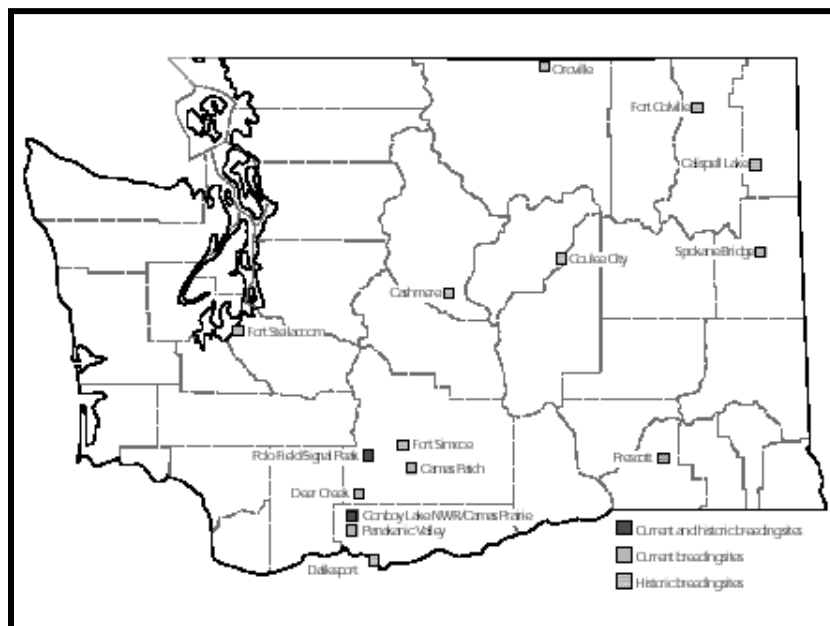 Oroville
Fort Colville
Calispell Lake
Spokane Bridge
Coulee City
Cashmere
Fort Steilacoom
Fort Simcoe
Polo Field/Signal Peak
Camas Patch
Prescott
Deer Creek
Conboy Lake NWR/Camas Prairie
Panakanic Valley
Dallesport
Current and historic breeding sites
Current breeding sites
Historic breeding sites